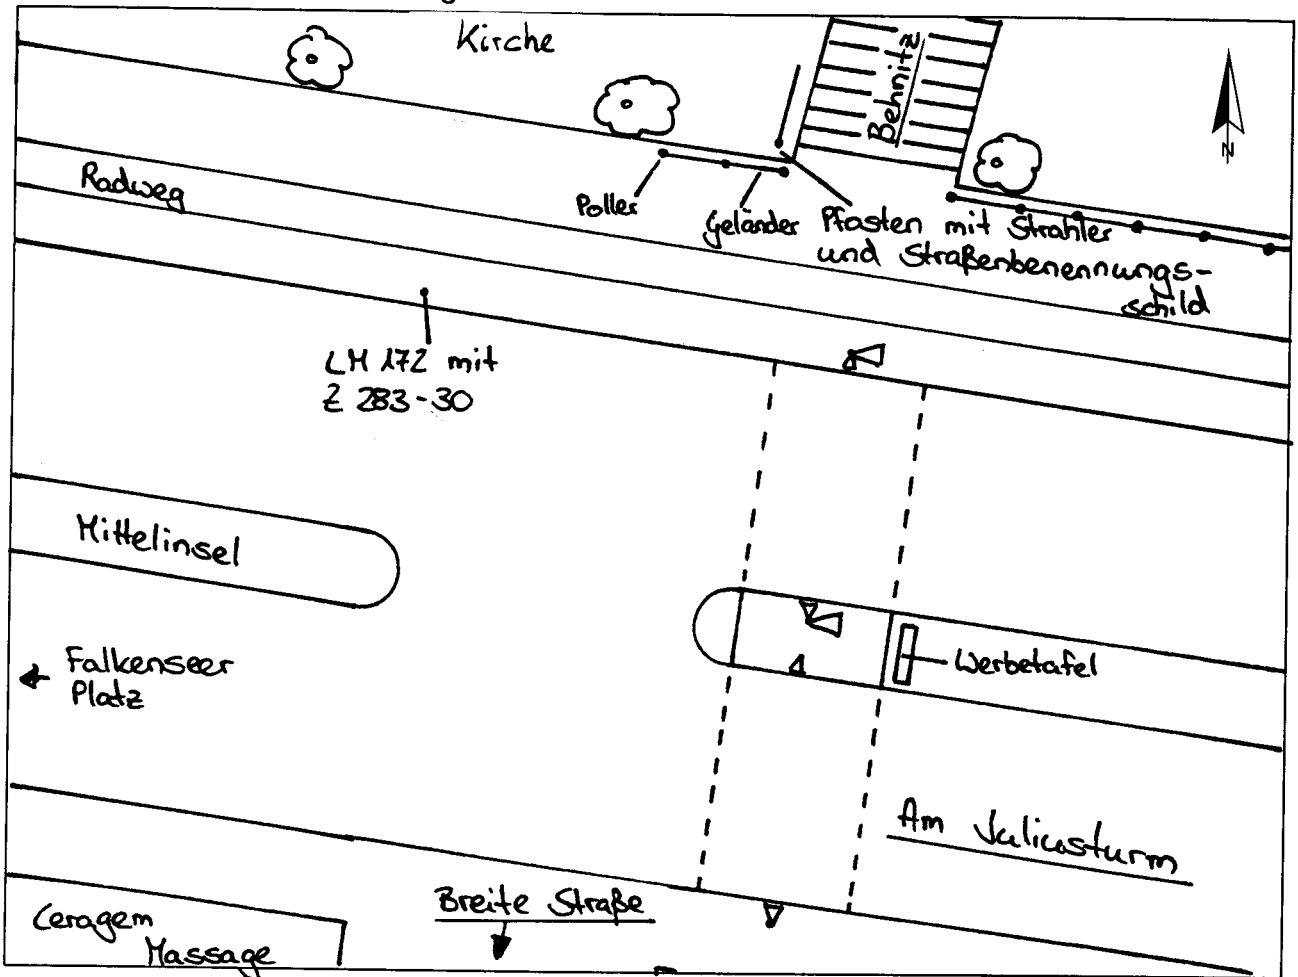 Kirche
Behnitz
N
Radweg
Poller
Geländer
Pfosten mit Strahler
und Straßenbenennungs-
schild
LM 172 mit
Z 283-30
Mittelinsel
Falkenseer
Platz
Werbetafel
Am Juliusturm
Breite Straße
Ceragem
Massage